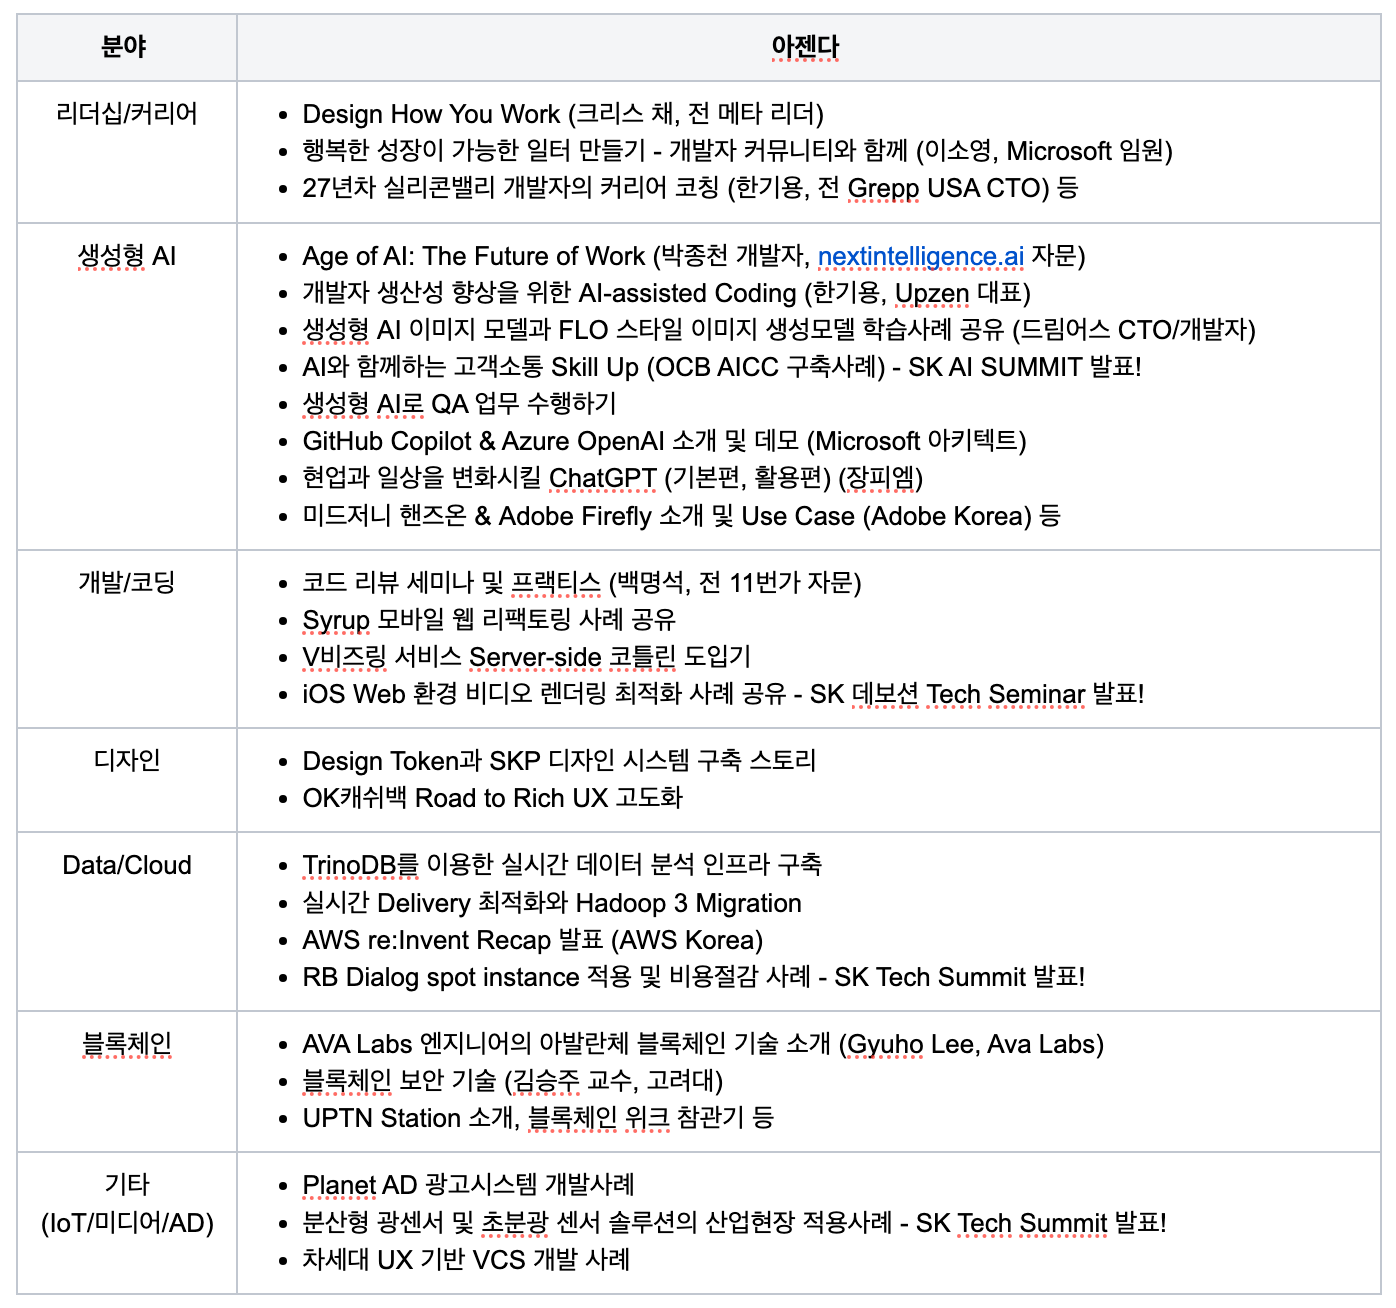 분야
아젠다
리더십/커리어
Design How You Work (크리스 채, 전 메타 리더)
행복한 성장이 가능한 일터 만들기 - 개발자 커뮤니티와 함께 (이소영, Microsoft 임원)
27년차 실리콘밸리 개발자의 커리어 코칭 (한기용, 전 Grepp USA CTO) 등
생성형 AI
Age of AI: The Future of Work (박종천 개발자, nextintelligence.ai 자문)
개발자 생산성 향상을 위한 AI-assisted Coding (한기용, Upzen 대표)
생성형 AI 이미지 모델과 FLO 스타일 이미지 생성모델 학습사례 공유 (드림어스 CTO/개발자)
AI와 함께하는 고객소통 Skill Up (OCB AICC 구축사례) - SK AI SUMMIT 발표!
생성형 AI로 QA 업무 수행하기
GitHub Copilot & Azure OpenAI 소개 및 데모 (Microsoft 아키텍트)
현업과 일상을 변화시킬 ChatGPT (기본편, 활용편) (장피엠)
미드저니 핸즈온 & Adobe Firefly 소개 및 Use Case (Adobe Korea) 등
개발/코딩
코드 리뷰 세미나 및 프랙티스 (백명석, 전 11번가 자문)
Syrup 모바일 웹 리팩토링 사례 공유
V비즈링 서비스 Server-side 코틀린 도입기
iOS Web 환경 비디오 렌더링 최적화 사례 공유 - SK 데보션 Tech Seminar 발표!
디자인
Design Token과 SKP 디자인 시스템 구축 스토리
OK캐쉬백 Road to Rich UX 고도화
Data/Cloud
TrinoDB를 이용한 실시간 데이터 분석 인프라 구축
실시간 Delivery 최적화와 Hadoop 3 Migration
AWS re:Invent Recap 발표 (AWS Korea)
RB Dialog spot instance 적용 및 비용절감 사례 - SK Tech Summit 발표!
블록체인
AVA Labs 엔지니어의 아발란체 블록체인 기술 소개 (Gyuho Lee, Ava Labs)
블록체인 보안 기술 (김승주 교수, 고려대)
UPTN Station 소개, 블록체인 위크 참관기 등
기타
(IoT/미디어/AD)
Planet AD 광고시스템 개발사례
분산형 광센서 및 초분광 센서 솔루션의 산업현장 적용사례 - SK Tech Summit 발표!
차세대 UX 기반 VCS 개발 사례